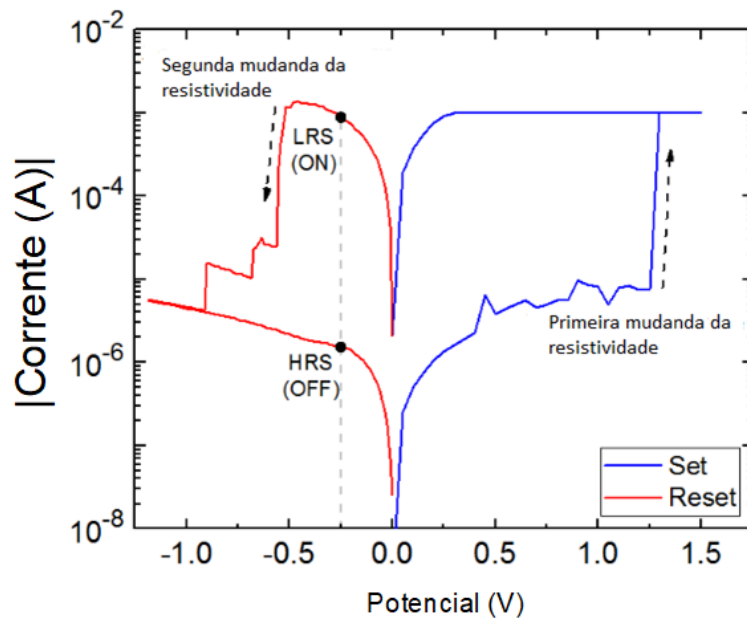 10⁻²
Segunda mudanda da
resistividade
LRS
(ON)
10⁻⁴
|Corrente (A)|
Primeira mudanda da
resistividade
10⁻⁶
HRS
(OFF)
Set
Reset
10⁻⁸
-1.0 -0.5 0.0 0.5 1.0 1.5
Potencial (V)